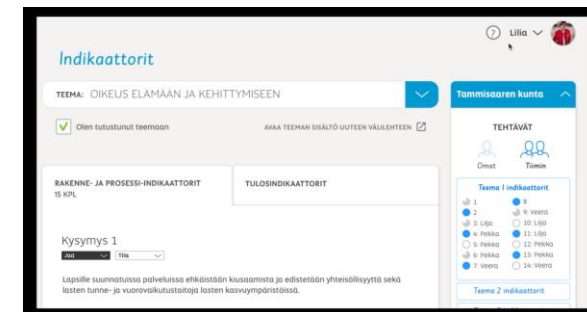 ? Lilia
Indikaattorit
TEEMA: OIKEUS ELÄMÄÄN JA KEHITTYMISEEN
Olen tutustunut teemaan
AVAA TEEMAN SISÄLTÖ UUTEEN VÄLILEHTEEN
RAKENNE- JA PROSESSI-INDIKAATTORIT
15 KPL
TULOSINDIKAATTORIT
Kysymys 1
Jaa
Tila
Lapsille suunnatuissa palveluissa ehkäistään kiusaamista ja edistetään yhteisöllisyyttä sekä
lasten tunne- ja vuorovaikutustaitoja lasten kasvuympäristöissä.
Tammisaaren kunta
TEHTÄVÄT
Omat Tiimin
Teema 1 indikaattorit
1 8
2 9: Veera
3: Lilja 10: Lilja
4: Pekka 11: Lilja
5: Pekka 12: Pekka
6: Pekka 13: Pekka
7: Veera 14: Veera
Teema 2 indikaattorit